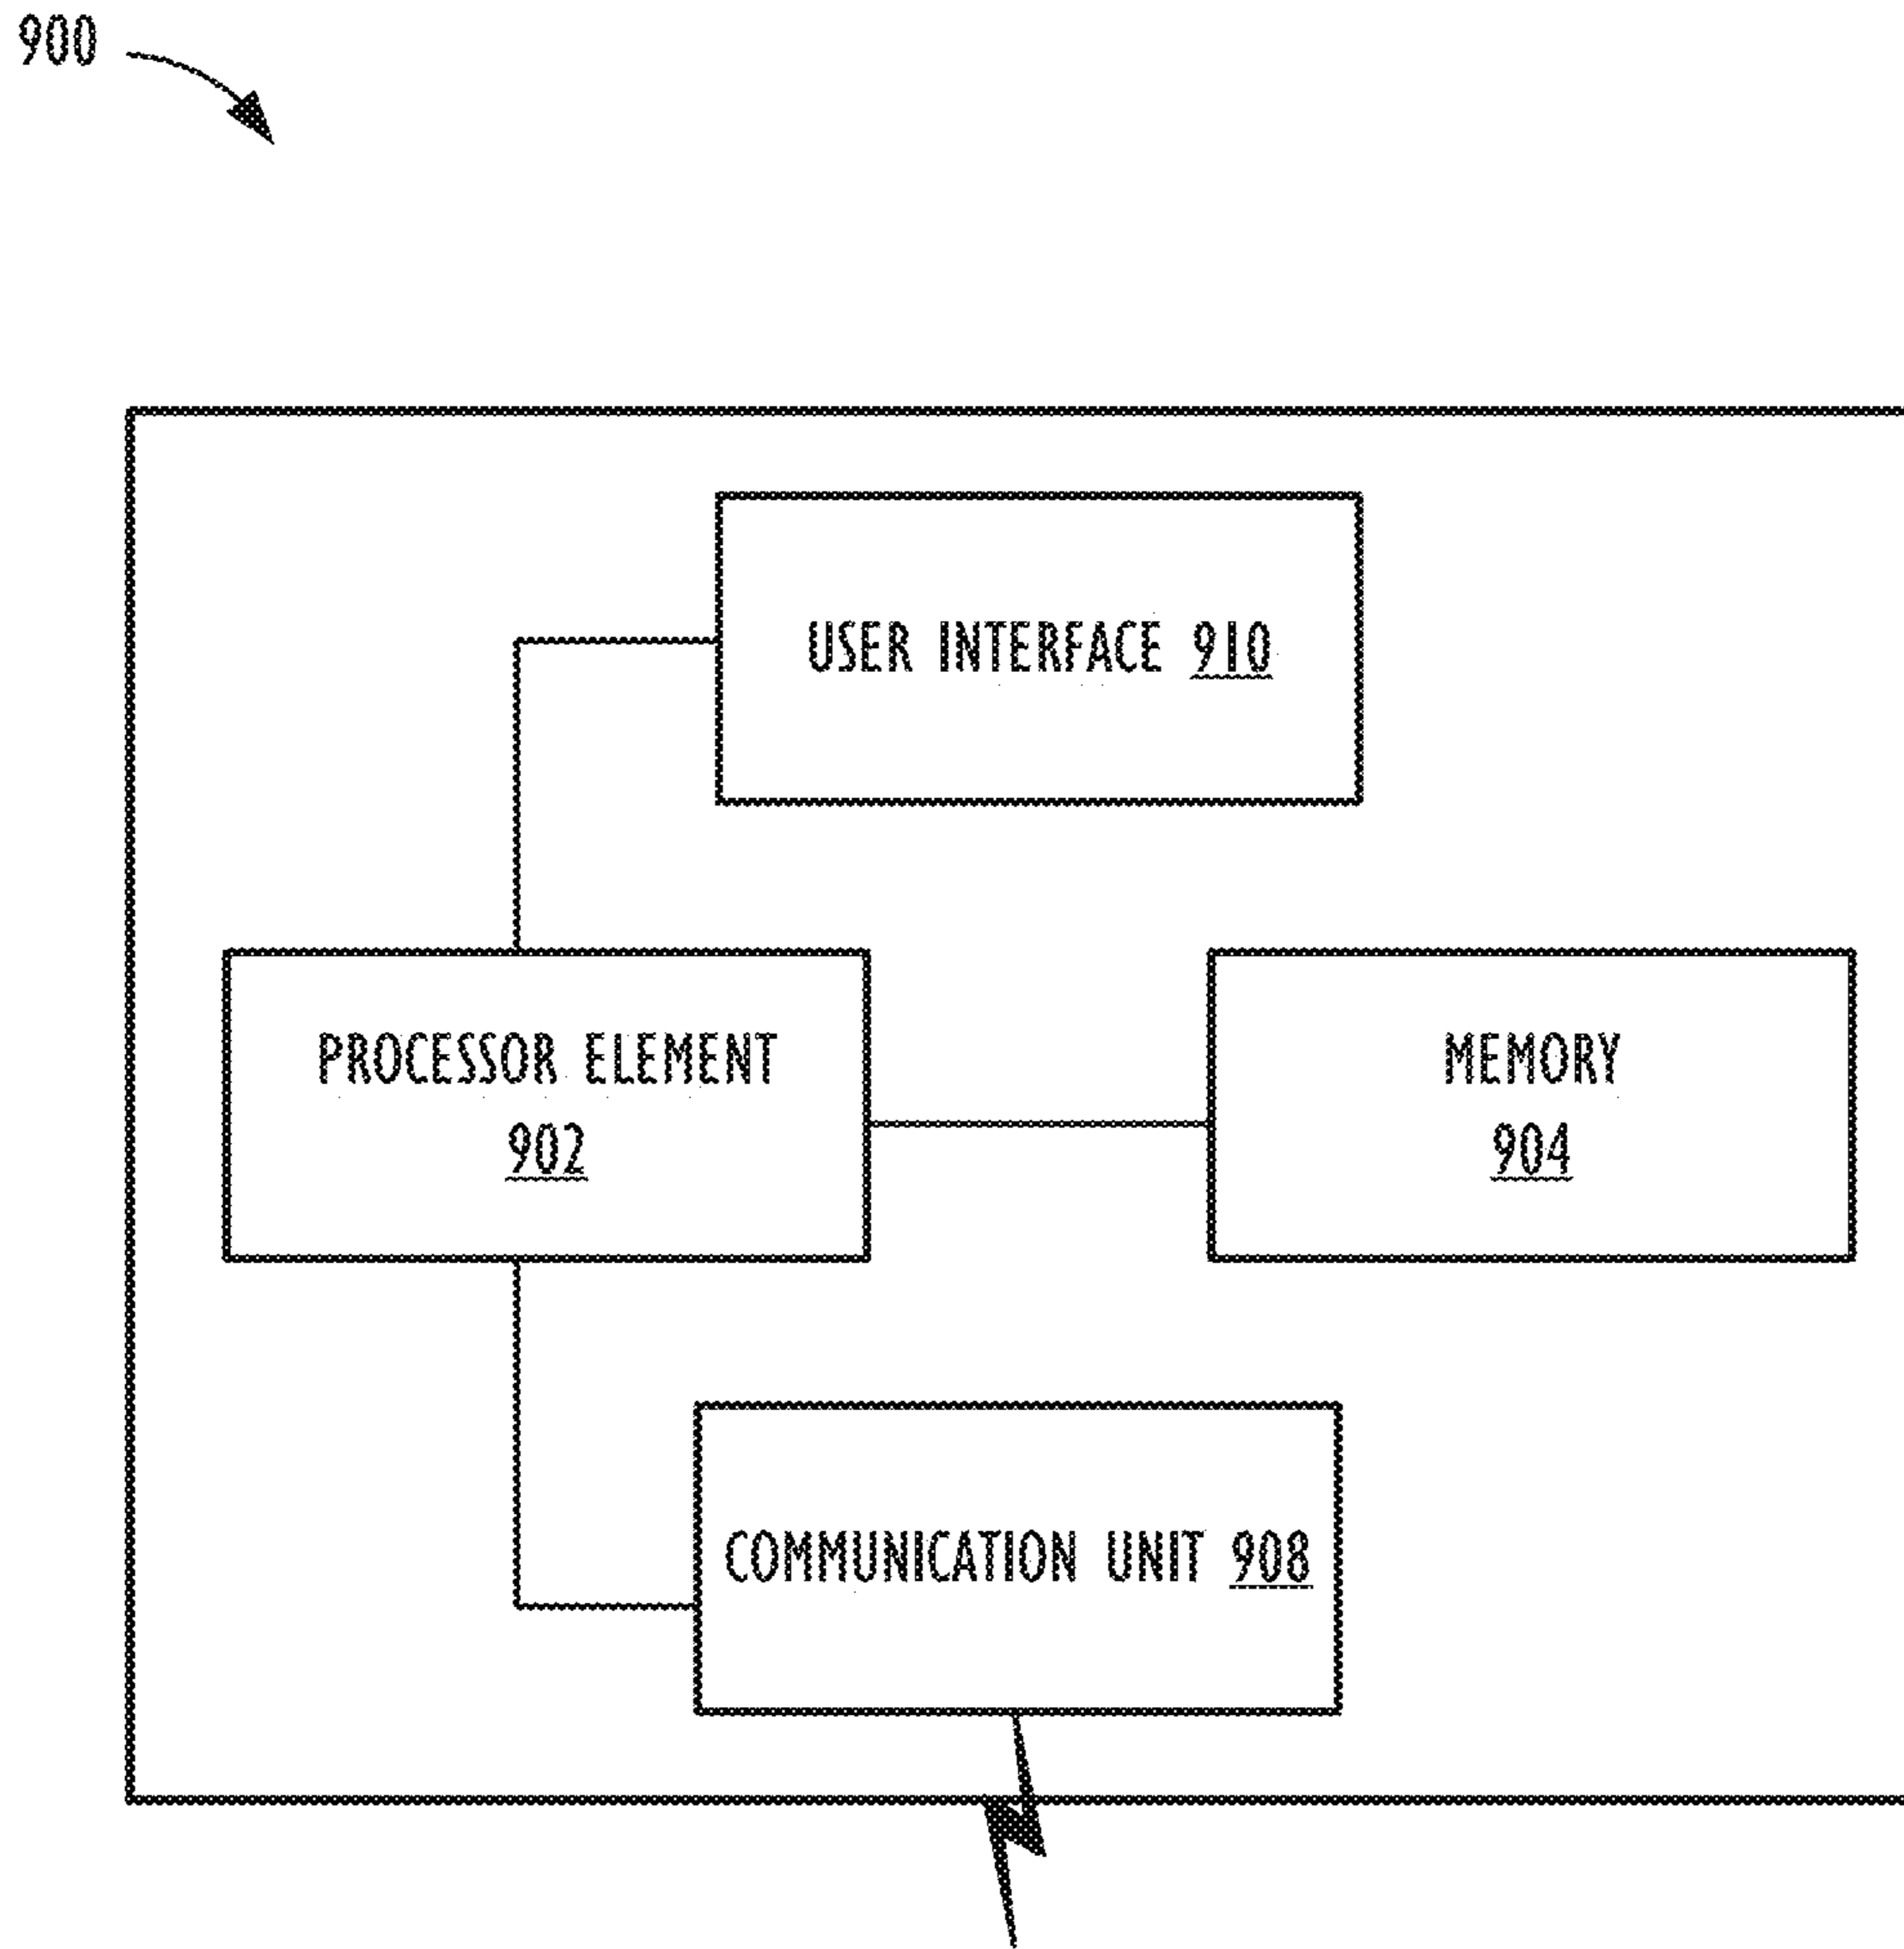 900
USER INTERFACE 910
PROCESSOR ELEMENT
902
MEMORY
904
COMMUNICATION UNIT 908